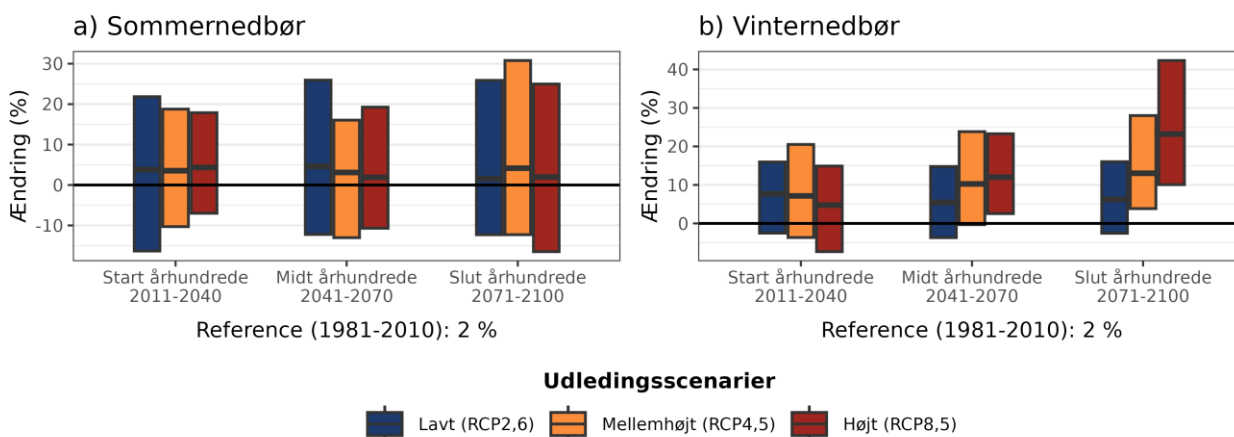 a) Sommernedbør
Ændring (%)
30
20
10
0
-10
Start århundrede
2011-2040
Midt århundrede
2041-2070
Slut århundrede
2071-2100
Reference (1981-2010): 2 %
b) Vinternedbør
Ændring (%)
40
30
20
10
0
Start århundrede
2011-2040
Midt århundrede
2041-2070
Slut århundrede
2071-2100
Reference (1981-2010): 2 %
Udledingsscenarier
Lavt (RCP2,6)
Mellemhøjt (RCP4,5)
Højt (RCP8,5)